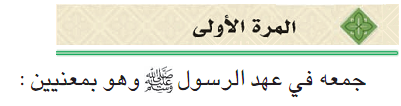 المرة الأولى
جمعه في عهد الرسول ﷺ وهو بمعنيين :